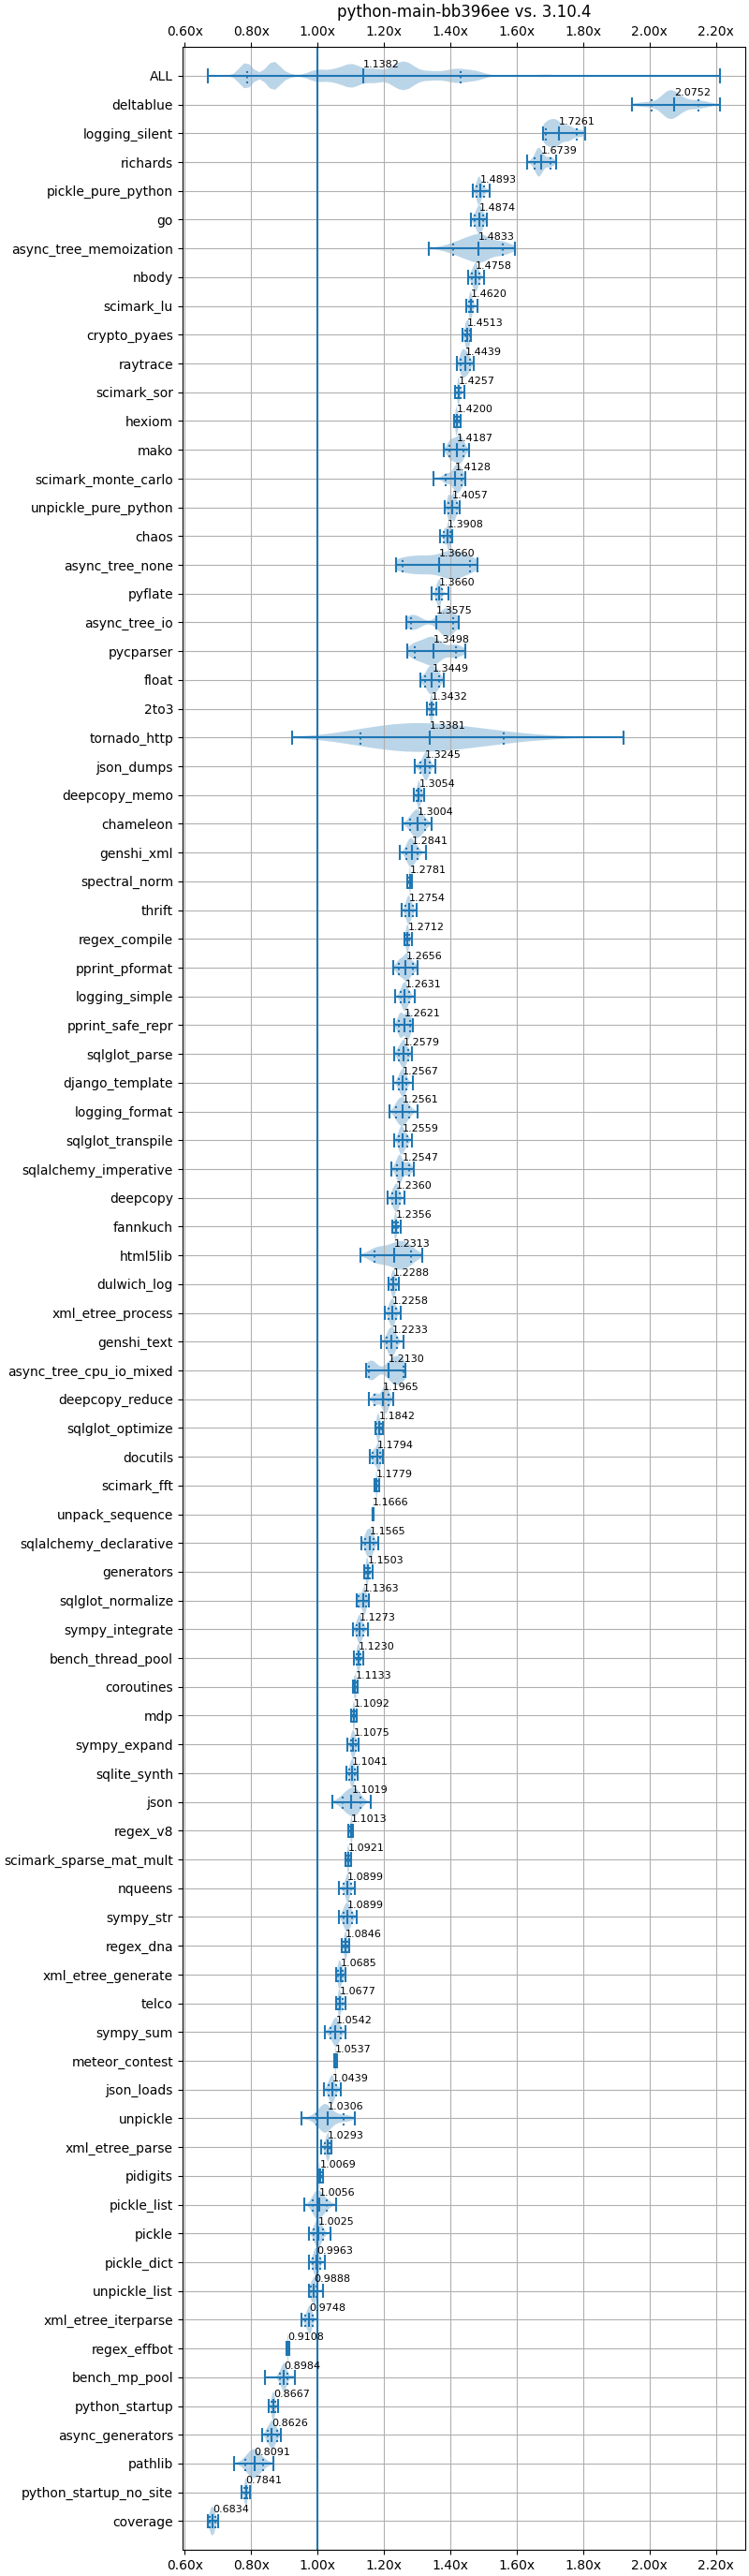 python-main-bb396ee vs. 3.10.4
0.60x 0.80x 1.00x 1.20x 1.40x 1.60x 1.80x 2.00x 2.20x
ALL 1.1382
deltablue 2.0752
logging_silent 1.7261
richards 1.6739
pickle_pure_python 1.4893
go 1.4874
async_tree_memoization 1.4833
nbody 1.4758
scimark_lu 1.4620
crypto_pyaes 1.4513
raytrace 1.4439
scimark_sor 1.4257
hexiom 1.4200
mako 1.4187
scimark_monte_carlo 1.4128
unpickle_pure_python 1.4057
chaos 1.3908
async_tree_none 1.3660
pyflate 1.3660
async_tree_io 1.3575
pycparser 1.3498
float 1.3449
2to3 1.3432
tornado_http 1.3381
json_dumps 1.3245
deepcopy_memo 1.3054
chameleon 1.3004
genshi_xml 1.2841
spectral_norm 1.2781
thrift 1.2754
regex_compile 1.2712
pprint_pformat 1.2656
logging_simple 1.2631
pprint_safe_repr 1.2621
sqlglot_parse 1.2579
django_template 1.2567
logging_format 1.2561
sqlglot_transpile 1.2559
sqlalchemy_imperative 1.2547
deepcopy 1.2360
fannkuch 1.2356
html5lib 1.2313
dulwich_log 1.2288
xml_etree_process 1.2258
genshi_text 1.2233
async_tree_cpu_io_mixed 1.2130
deepcopy_reduce 1.1965
sqlglot_optimize 1.1842
docutils 1.1794
scimark_fft 1.1779
unpack_sequence 1.1666
sqlalchemy_declarative 1.1565
generators 1.1503
sqlglot_normalize 1.1363
sympy_integrate 1.1273
bench_thread_pool 1.1230
coroutines 1.1133
mdp 1.1092
sympy_expand 1.1075
sqlite_synth 1.1041
json 1.1019
regex_v8 1.1013
scimark_sparse_mat_mult 1.0921
nqueens 1.0899
sympy_str 1.0899
regex_dna 1.0846
xml_etree_generate 1.0685
telco 1.0677
sympy_sum 1.0542
meteor_contest 1.0537
json_loads 1.0439
unpickle 1.0306
xml_etree_parse 1.0293
pidigits 1.0069
pickle_list 1.0056
pickle 1.0025
pickle_dict 0.9963
unpickle_list 0.9888
xml_etree_iterparse 0.9748
regex_effbot 0.9108
bench_mp_pool 0.8984
python_startup 0.8667
async_generators 0.8626
pathlib 0.8091
python_startup_no_site 0.7841
coverage 0.6834
0.60x 0.80x 1.00x 1.20x 1.40x 1.60x 1.80x 2.00x 2.20x